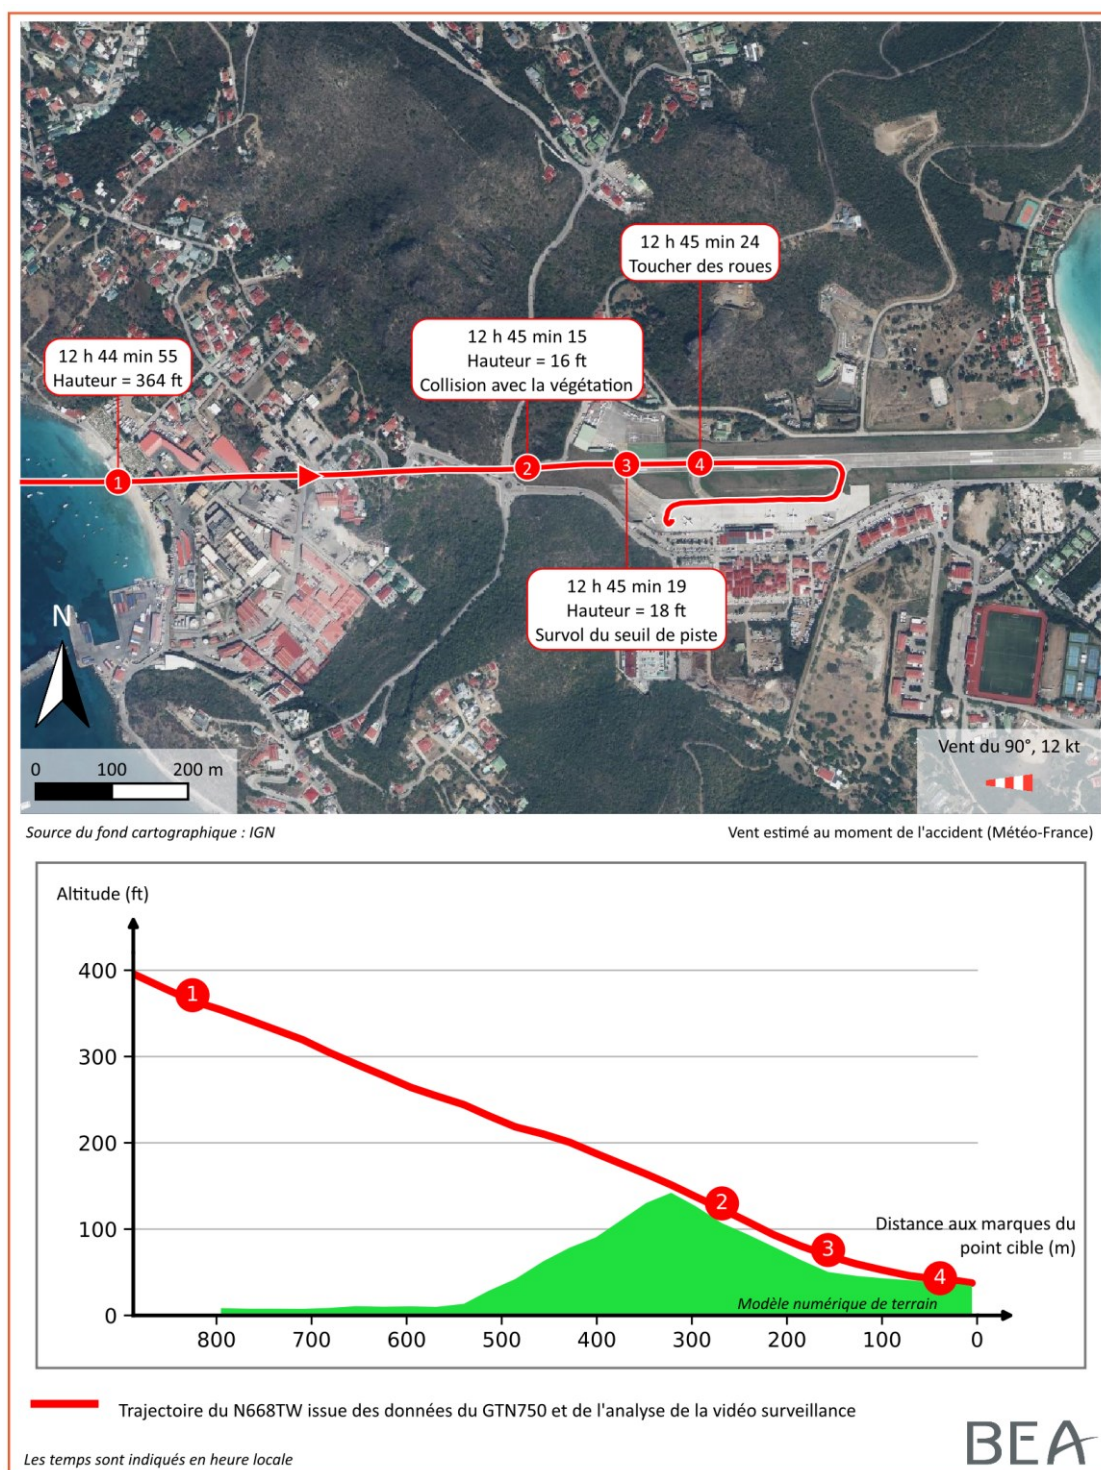 12 h 45 min 24
Toucher des roues
12 h 45 min 15
Hauteur = 16 ft
Collision avec la végétation
12 h 44 min 55
Hauteur = 364 ft
1
2
3
4
12 h 45 min 19
Hauteur = 18 ft
Survol du seuil de piste
N
0 100 200 m
Vent du 90°, 12 kt
Source du fond cartographique : IGN
Vent estimé au moment de l'accident (Météo-France)
Altitude (ft)
400
300
200
100
0
1
2
3
4
Distance aux marques du
point cible (m)
Modèle numérique de terrain
800 700 600 500 400 300 200 100 0
Trajectoire du N668TW issue des données du GTN750 et de l'analyse de la vidéo surveillance
Les temps sont indiqués en heure locale
BEA